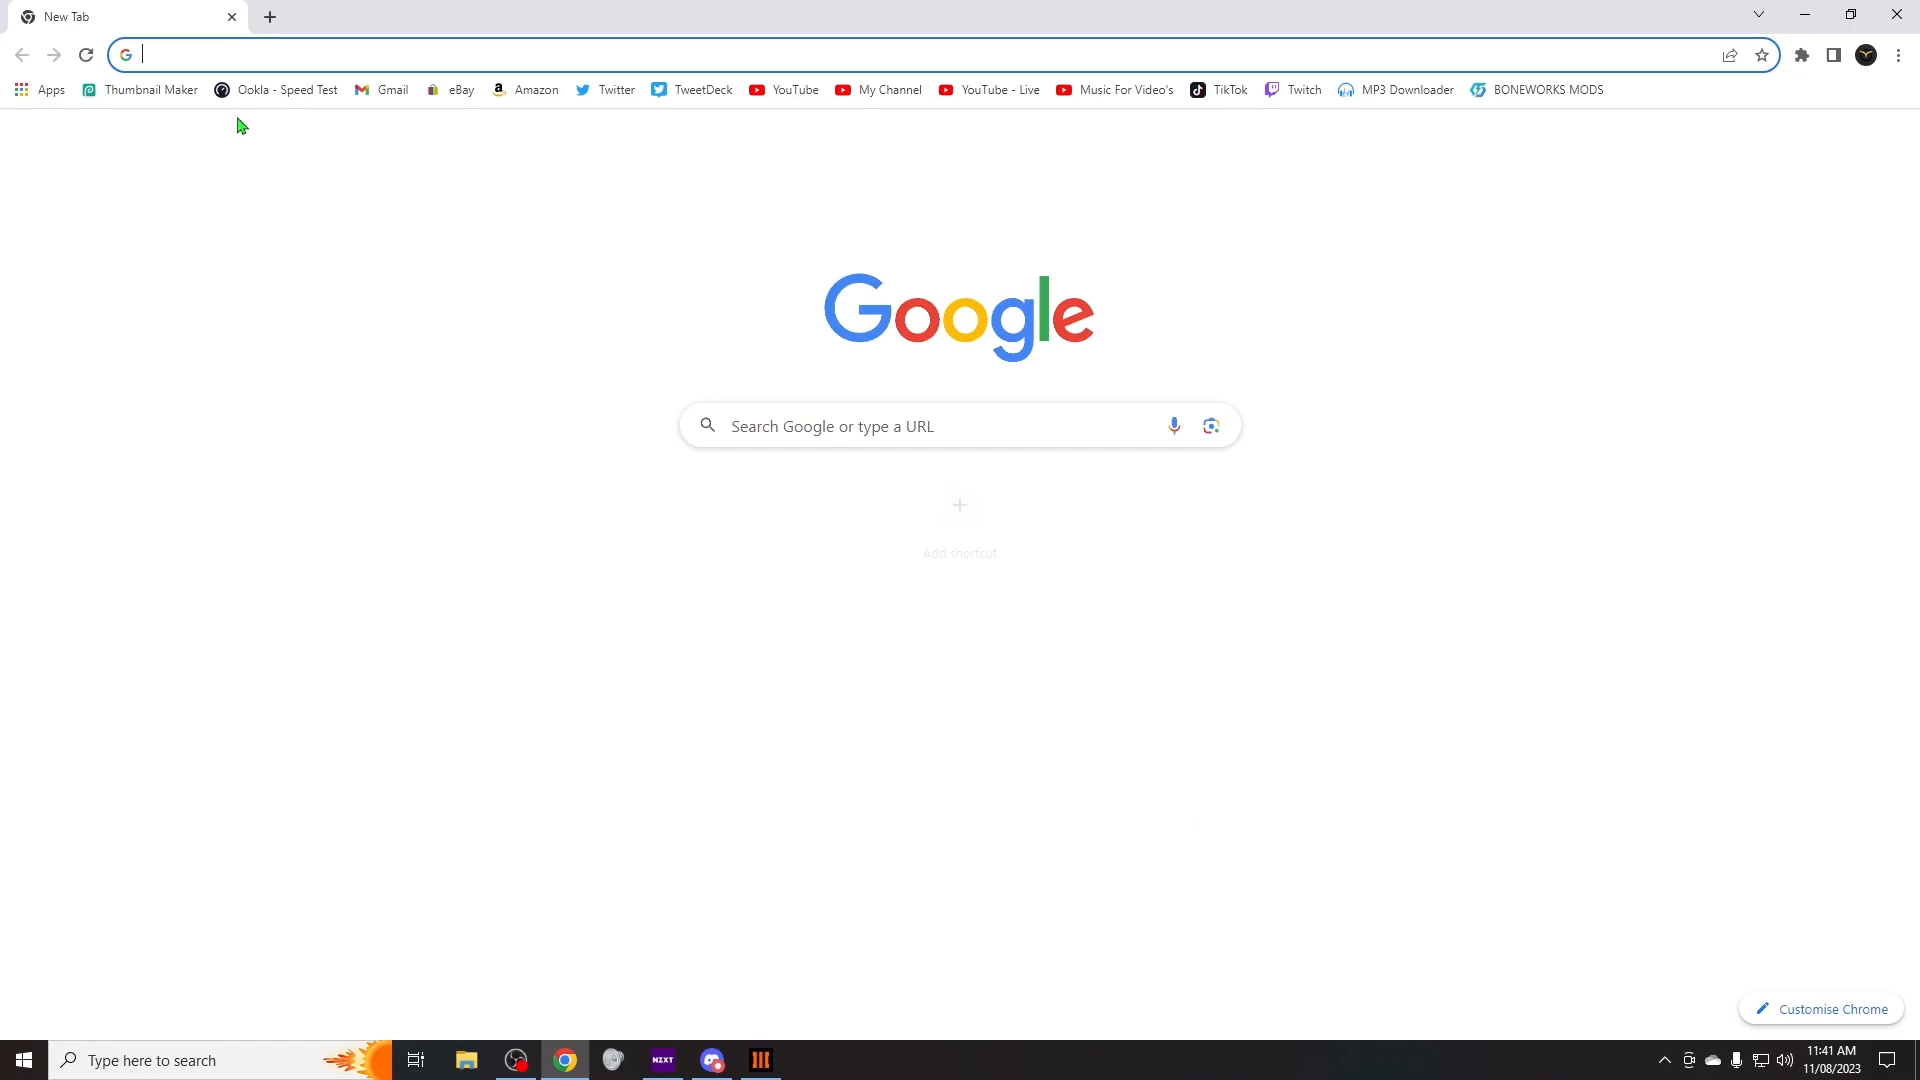 New Tab
Apps Thumbnail Maker Ookla - Speed Test Gmail eBay Amazon Twitter TweetDeck YouTube My Channel YouTube - Live Music For Video's TikTok Twitch MP3 Downloader BONEWORKS MODS
Google
Search Google or type a URL
Add shortcut
Customise Chrome
Type here to search
NZXT
11:41 AM
11/08/2023